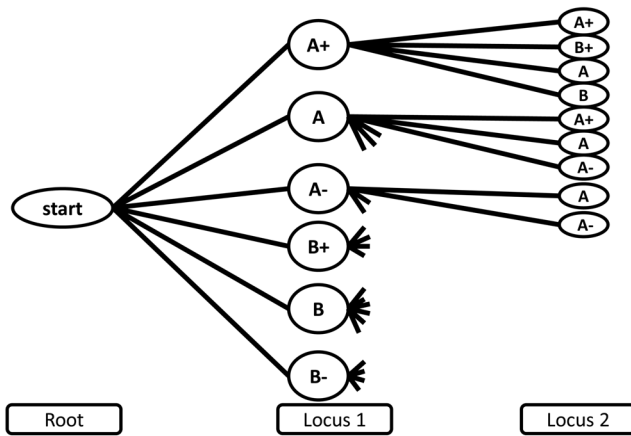 start
A+
A
A-
B+
B
B-
A+
B+
A
B
A+
A
A-
A
A-
Root
Locus 1
Locus 2